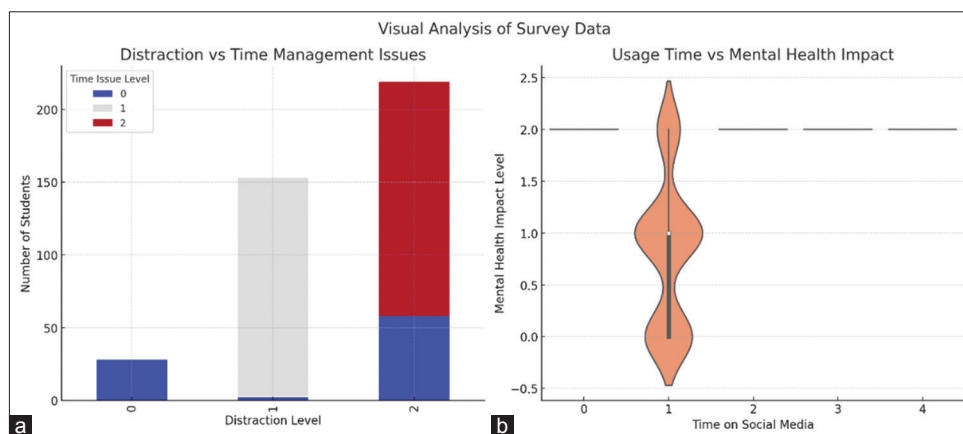 Visual Analysis of Survey Data
Distraction vs Time Management Issues
Time Issue Level
0
1
2
Number of Students
200
150
100
50
0
0
1
2
Distraction Level
a
Usage Time vs Mental Health Impact
Mental Health Impact Level
2.5
2.0
1.5
1.0
0.5
0.0
−0.5
0
1
2
3
4
Time on Social Media
b